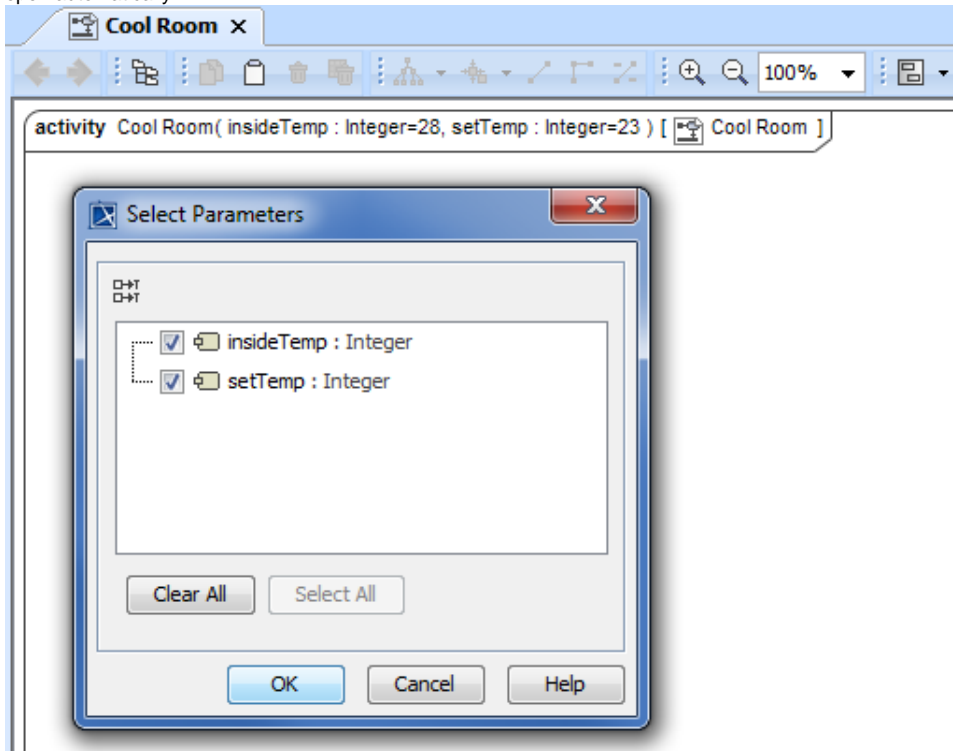 Cool Room X
100%
activity Cool Room( insideTemp : Integer=28, setTemp : Integer=23 ) [ Cool Room ]
Select Parameters
insideTemp : Integer
setTemp : Integer
Clear All Select All
OK Cancel Help